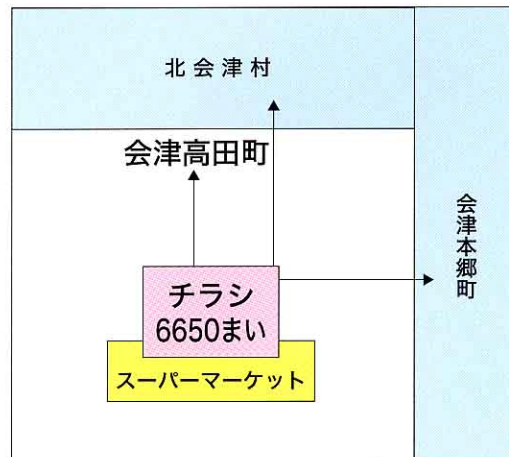 北会津村
会津高田町
会津本郷町
チラシ
6650まい
スーパーマーケット